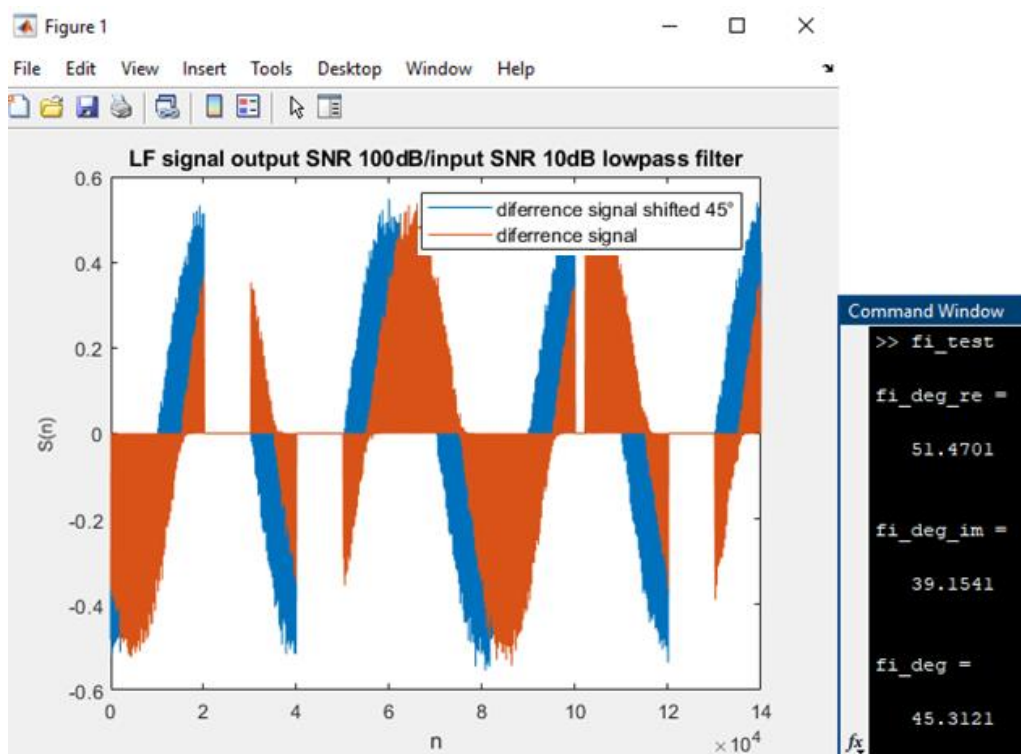 Figure 1
File Edit View Insert Tools Desktop Window Help
LF signal output SNR 100dB/input SNR 10dB lowpass filter
diferrence signal shifted 45°
diferrence signal
0.6
0.4
0.2
0
-0.2
-0.4
-0.6
S(n)
0 2 4 6 8 10 12 14
n
×10⁴
Command Window
>> fi_test
fi_deg_re =
51.4701
fi_deg_im =
39.1541
fi_deg =
45.3121
fx